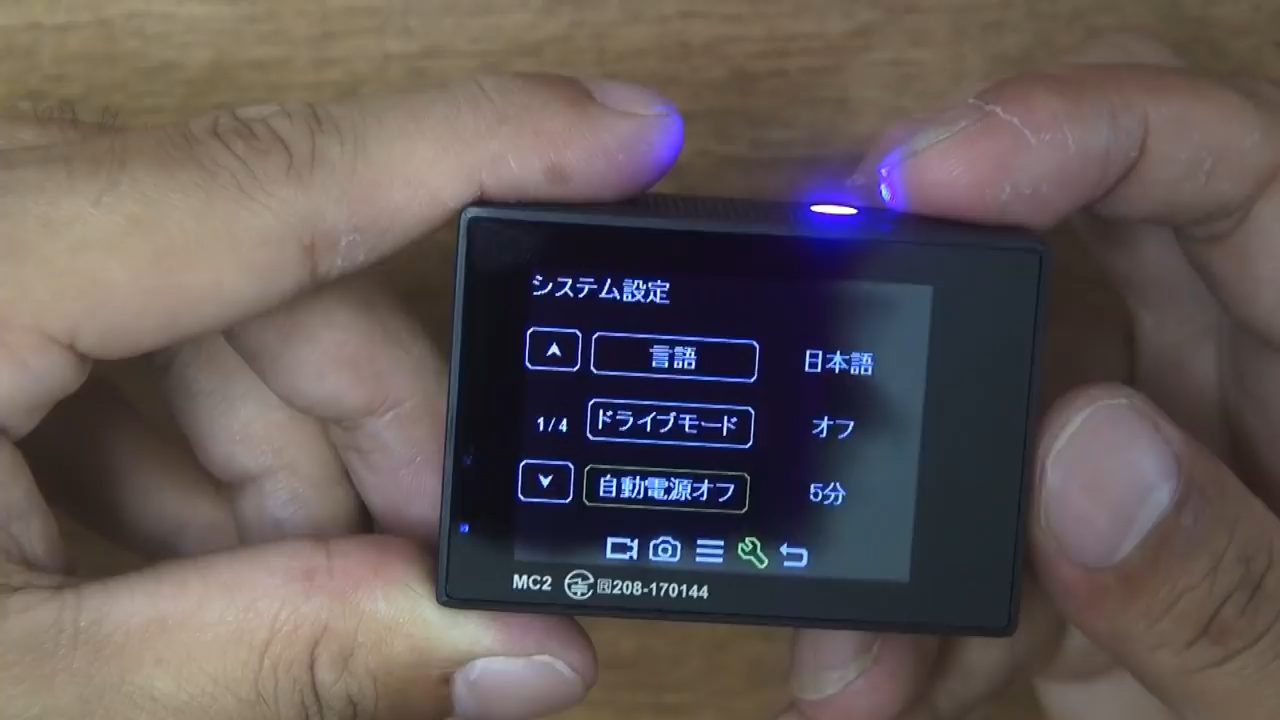 システム設定
言語 日本語
1/4 ドライブモード オフ
自動電源オフ 5分
MC2 R208-170144